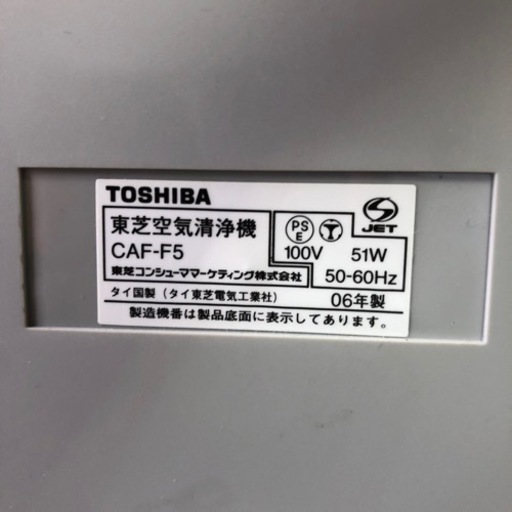 TOSHIBA
東芝空気清浄機
CAF-F5
東芝コンシューママーケティング株式会社
PS
E
T
100V 51W
50-60Hz
S
JET
タイ国製(タイ東芝電気工業社) 06年製
製造機番は製品底面に表示してあります。